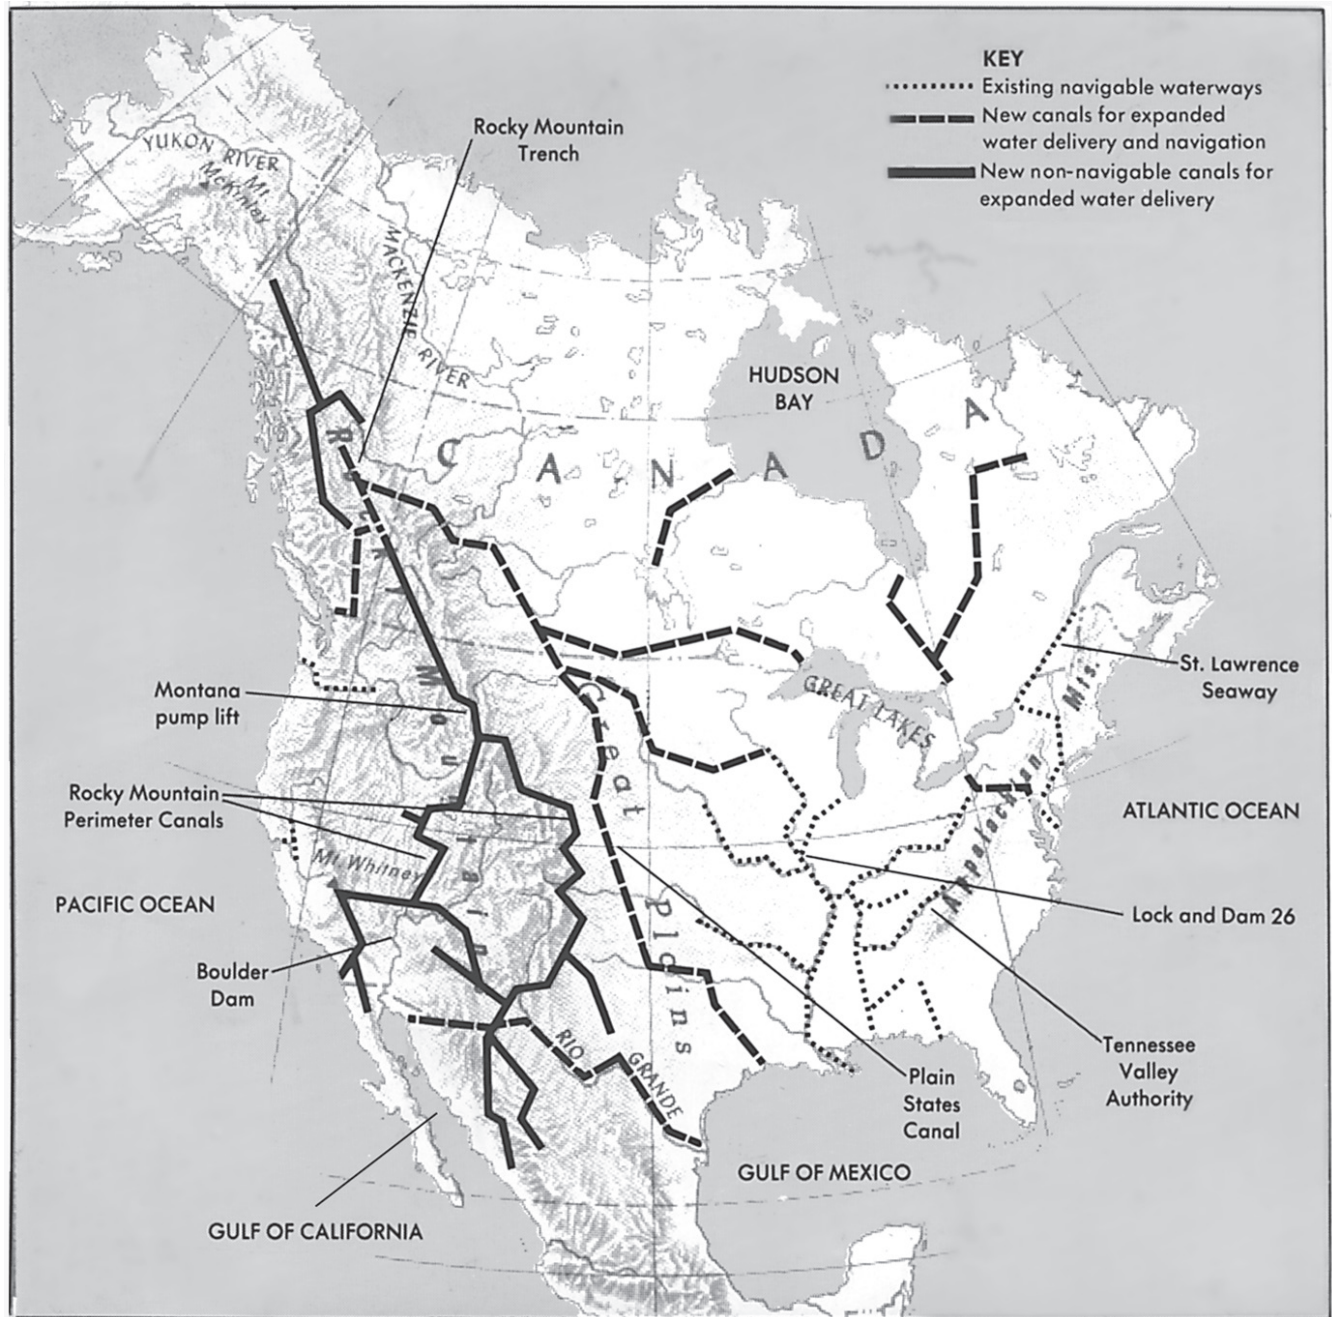 KEY
Existing navigable waterways
New canals for expanded
water delivery and navigation
New non-navigable canals for
expanded water delivery
Rocky Mountain
Trench
YUKON RIVER
Mt.
McKinley
MACKENZIE RIVER
HUDSON
BAY
CANADA
Rocky Mountains
Great Plains
GREAT LAKES
St. Lawrence
Seaway
Appalachian Mts.
Montana
pump lift
Rocky Mountain
Perimeter Canals
Mt. Whitney
ATLANTIC OCEAN
PACIFIC OCEAN
Lock and Dam 26
Boulder
Dam
RIO GRANDE
Tennessee
Valley
Authority
Plain
States
Canal
GULF OF MEXICO
GULF OF CALIFORNIA